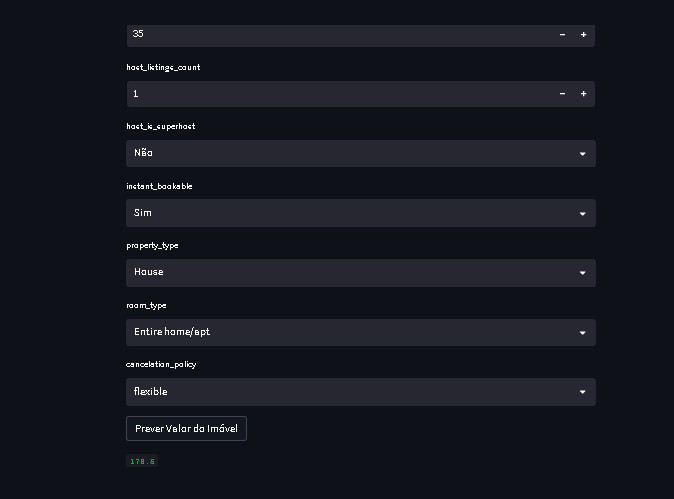 35
host_listings_count
1
host_is_superhost
Não
instant_bookable
Sim
property_type
House
room_type
Entire home/apt
cancelation_policy
flexible
Prever Valor do Imóvel
178.5